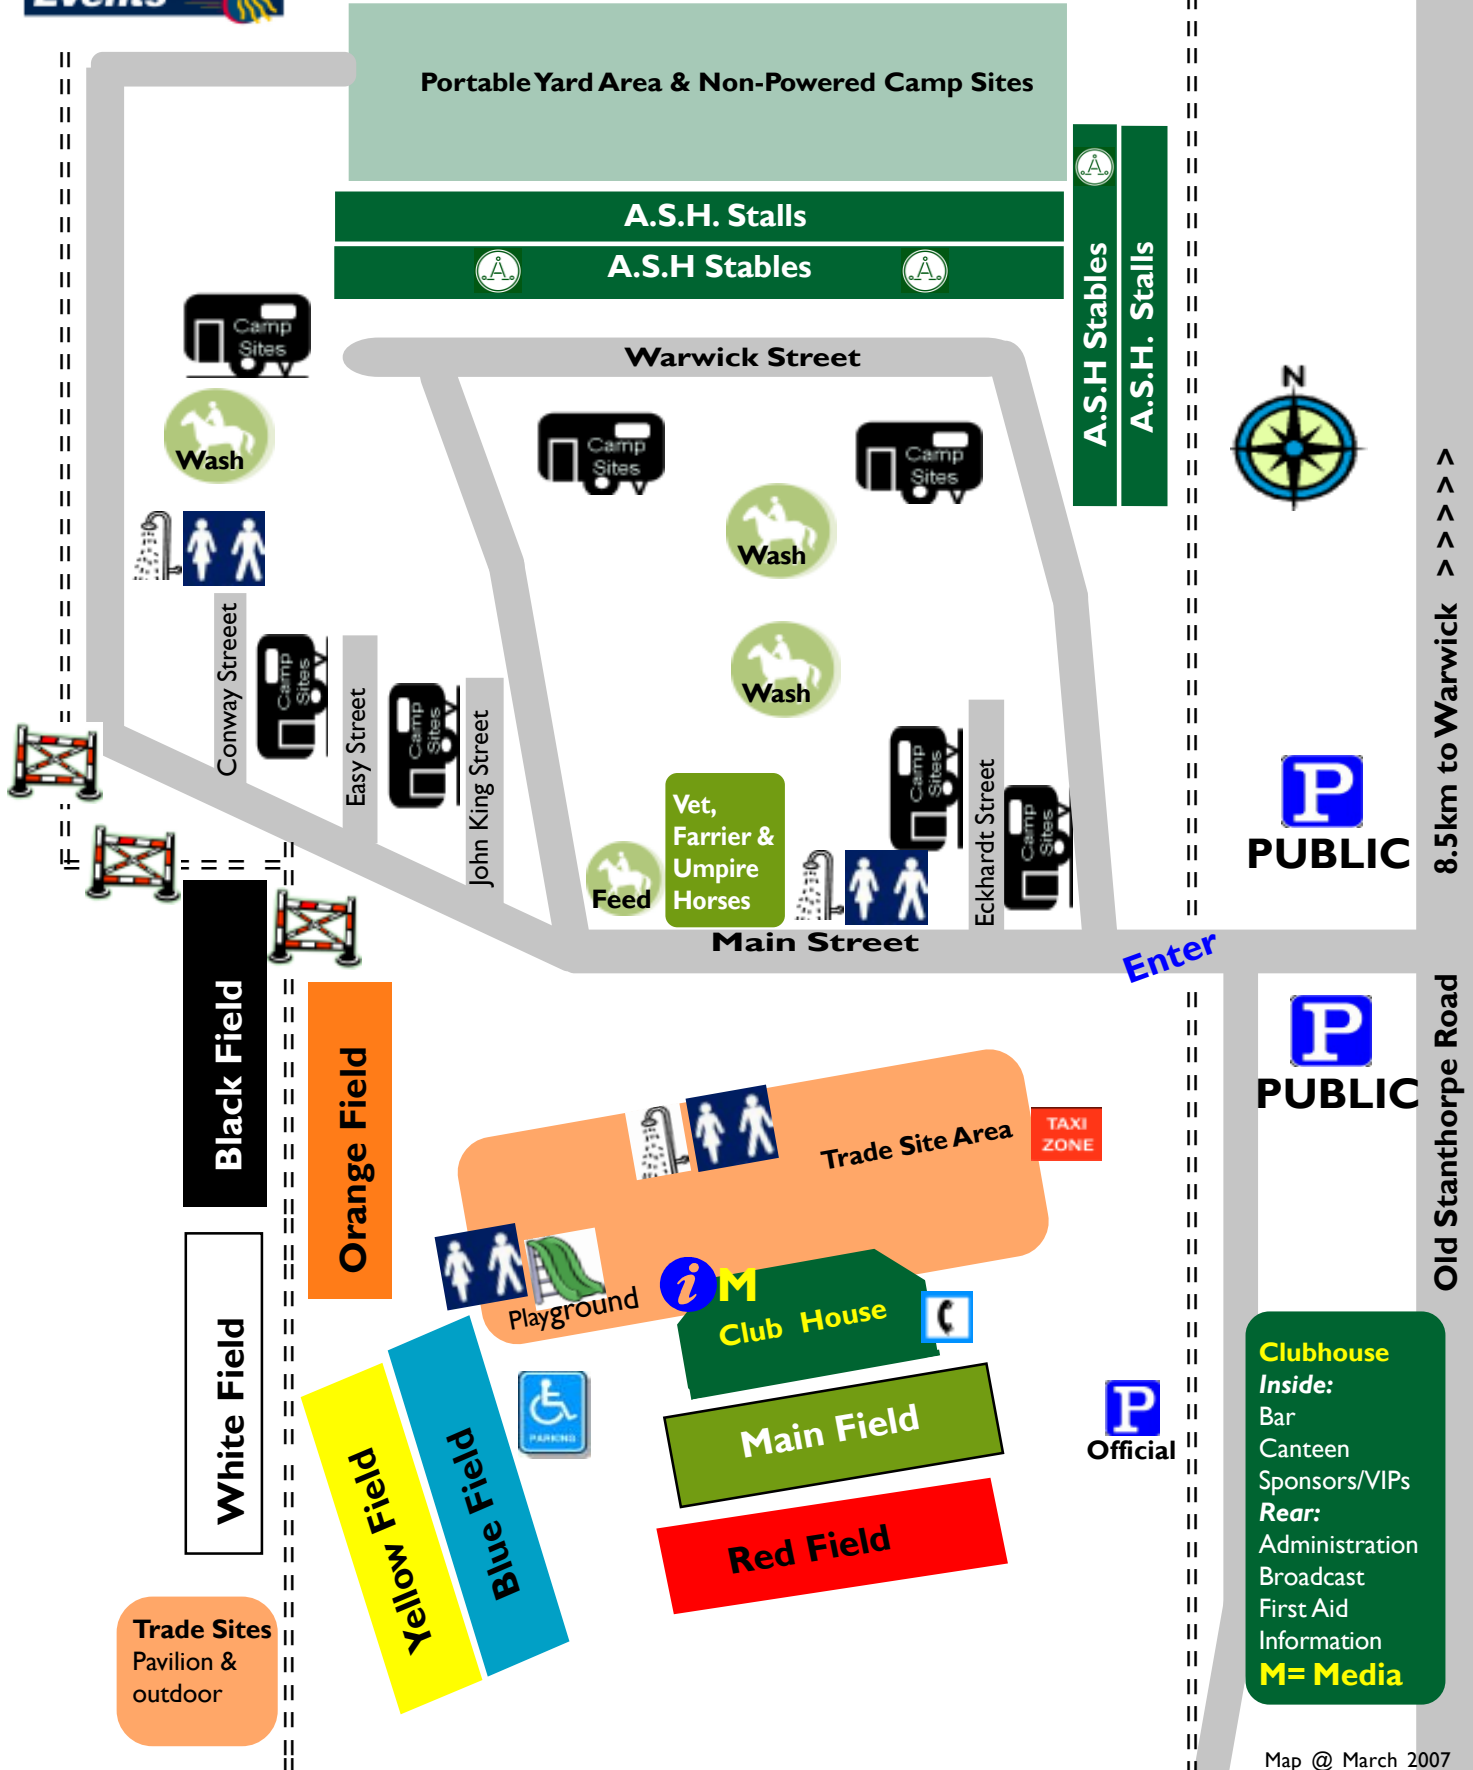 Events
Portable Yard Area & Non-Powered Camp Sites
A.S.H. Stalls
A.S.H Stables
A.S.H Stables
A.S.H. Stalls
Camp
Sites
Warwick Street
N
Wash
Camp
Sites
Camp
Sites
Wash
Wash
8.5km to Warwick > > > > >
Conway Streeet
Camp
Sites
Easy Street
Camp
Sites
John King Street
Feed
Vet,
Farrier &
Umpire
Horses
Camp
Sites
Eckhardt Street
Camp
Sites
P
PUBLIC
Main Street
Enter
P
PUBLIC
Old Stanthorpe Road
Black Field
Orange Field
Trade Site Area
TAXI
ZONE
Playground
i M
Club House
White Field
Yellow Field
Blue Field
PARKING
Main Field
Red Field
P
Official
Clubhouse
Inside:
Bar
Canteen
Sponsors/VIPs
Rear:
Administration
Broadcast
First Aid
Information
M= Media
Trade Sites
Pavilion &
outdoor
Map @ March 2007